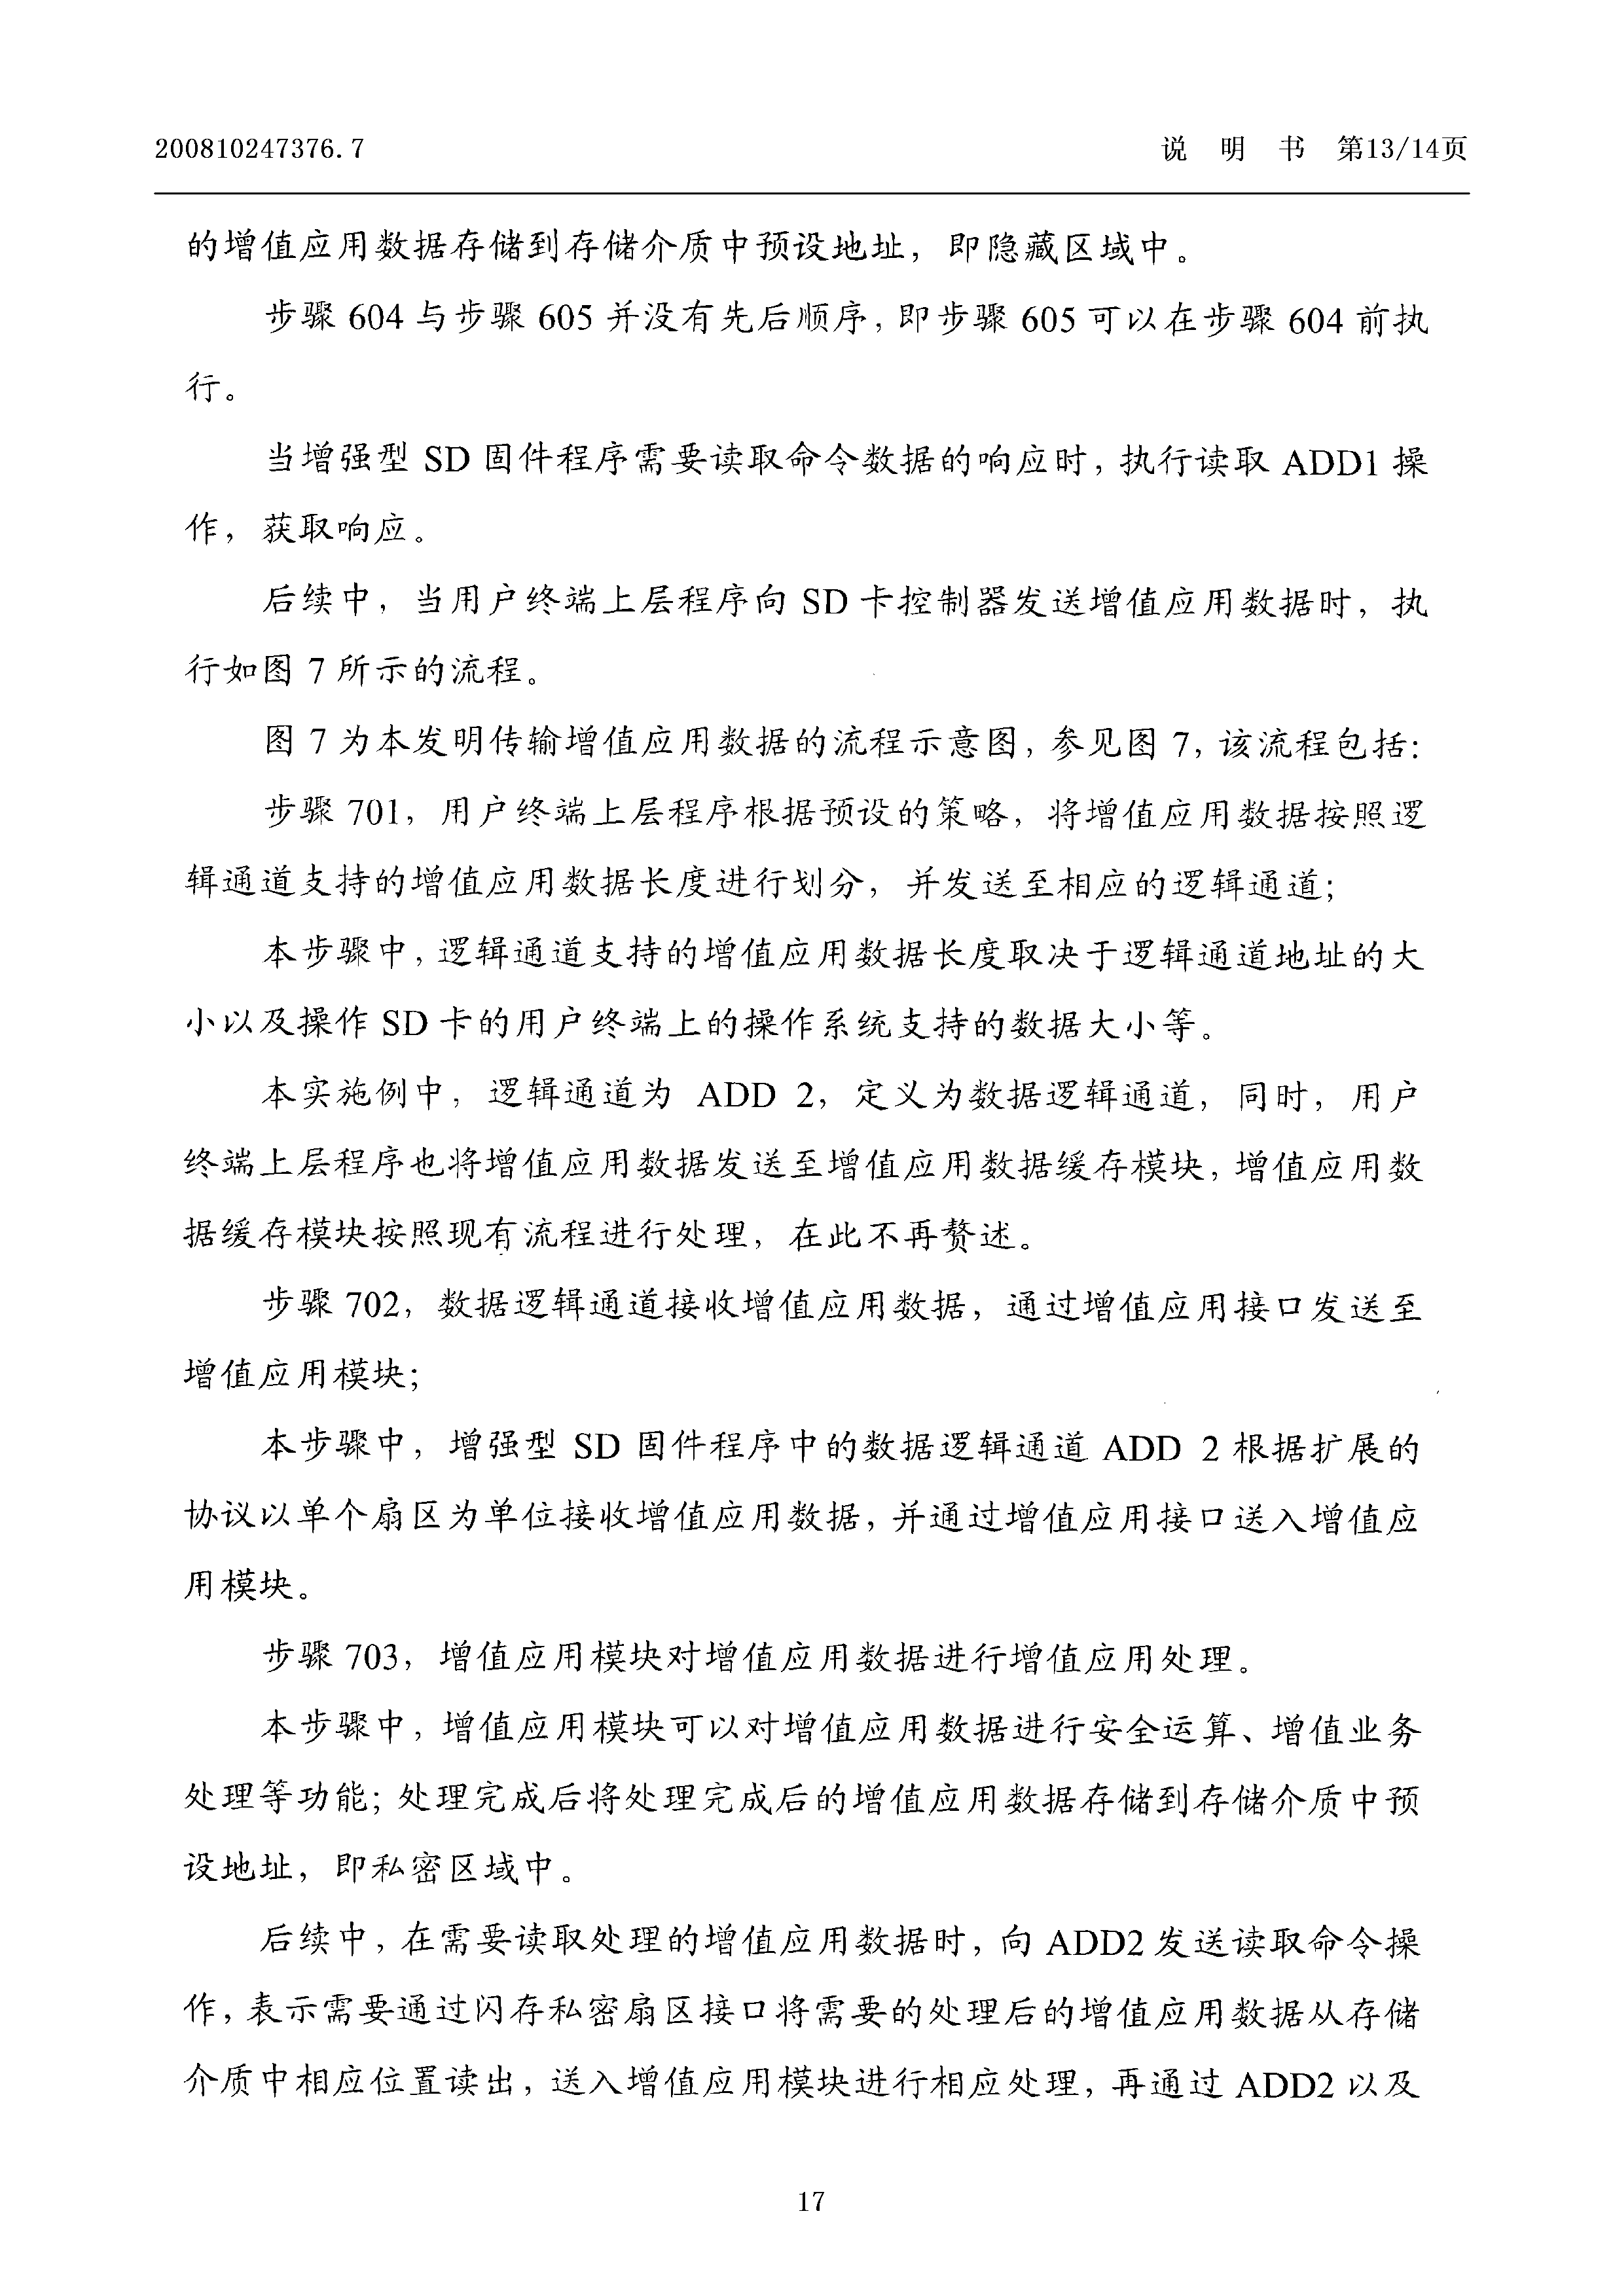 200810247376.7
说 明 书 第13/14页
的增值应用数据存储到存储介质中预设地址，即隐藏区域中。
步骤 604 与步骤 605 并没有先后顺序，即步骤 605 可以在步骤 604 前执
行。
当增强型 SD 固件程序需要读取命令数据的响应时，执行读取 ADD1 操
作，获取响应。
后续中，当用户终端上层程序向 SD 卡控制器发送增值应用数据时，执
行如图 7 所示的流程。
图 7 为本发明传输增值应用数据的流程示意图，参见图 7，该流程包括：
步骤 701，用户终端上层程序根据预设的策略，将增值应用数据按照逻
辑通道支持的增值应用数据长度进行划分，并发送至相应的逻辑通道；
本步骤中，逻辑通道支持的增值应用数据长度取决于逻辑通道地址的大
小以及操作 SD 卡的用户终端上的操作系统支持的数据大小等。
本实施例中，逻辑通道为 ADD 2，定义为数据逻辑通道，同时，用户
终端上层程序也将增值应用数据发送至增值应用数据缓存模块，增值应用数
据缓存模块按照现有流程进行处理，在此不再赘述。
步骤 702，数据逻辑通道接收增值应用数据，通过增值应用接口发送至
增值应用模块；
本步骤中，增强型 SD 固件程序中的数据逻辑通道 ADD 2 根据扩展的
协议以单个扇区为单位接收增值应用数据，并通过增值应用接口送入增值应
用模块。
步骤 703，增值应用模块对增值应用数据进行增值应用处理。
本步骤中，增值应用模块可以对增值应用数据进行安全运算、增值业务
处理等功能；处理完成后将处理完成后的增值应用数据存储到存储介质中预
设地址，即私密区域中。
后续中，在需要读取处理的增值应用数据时，向 ADD2 发送读取命令操
作，表示需要通过闪存私密扇区接口将需要的处理后的增值应用数据从存储
介质中相应位置读出，送入增值应用模块进行相应处理，再通过 ADD2 以及
17